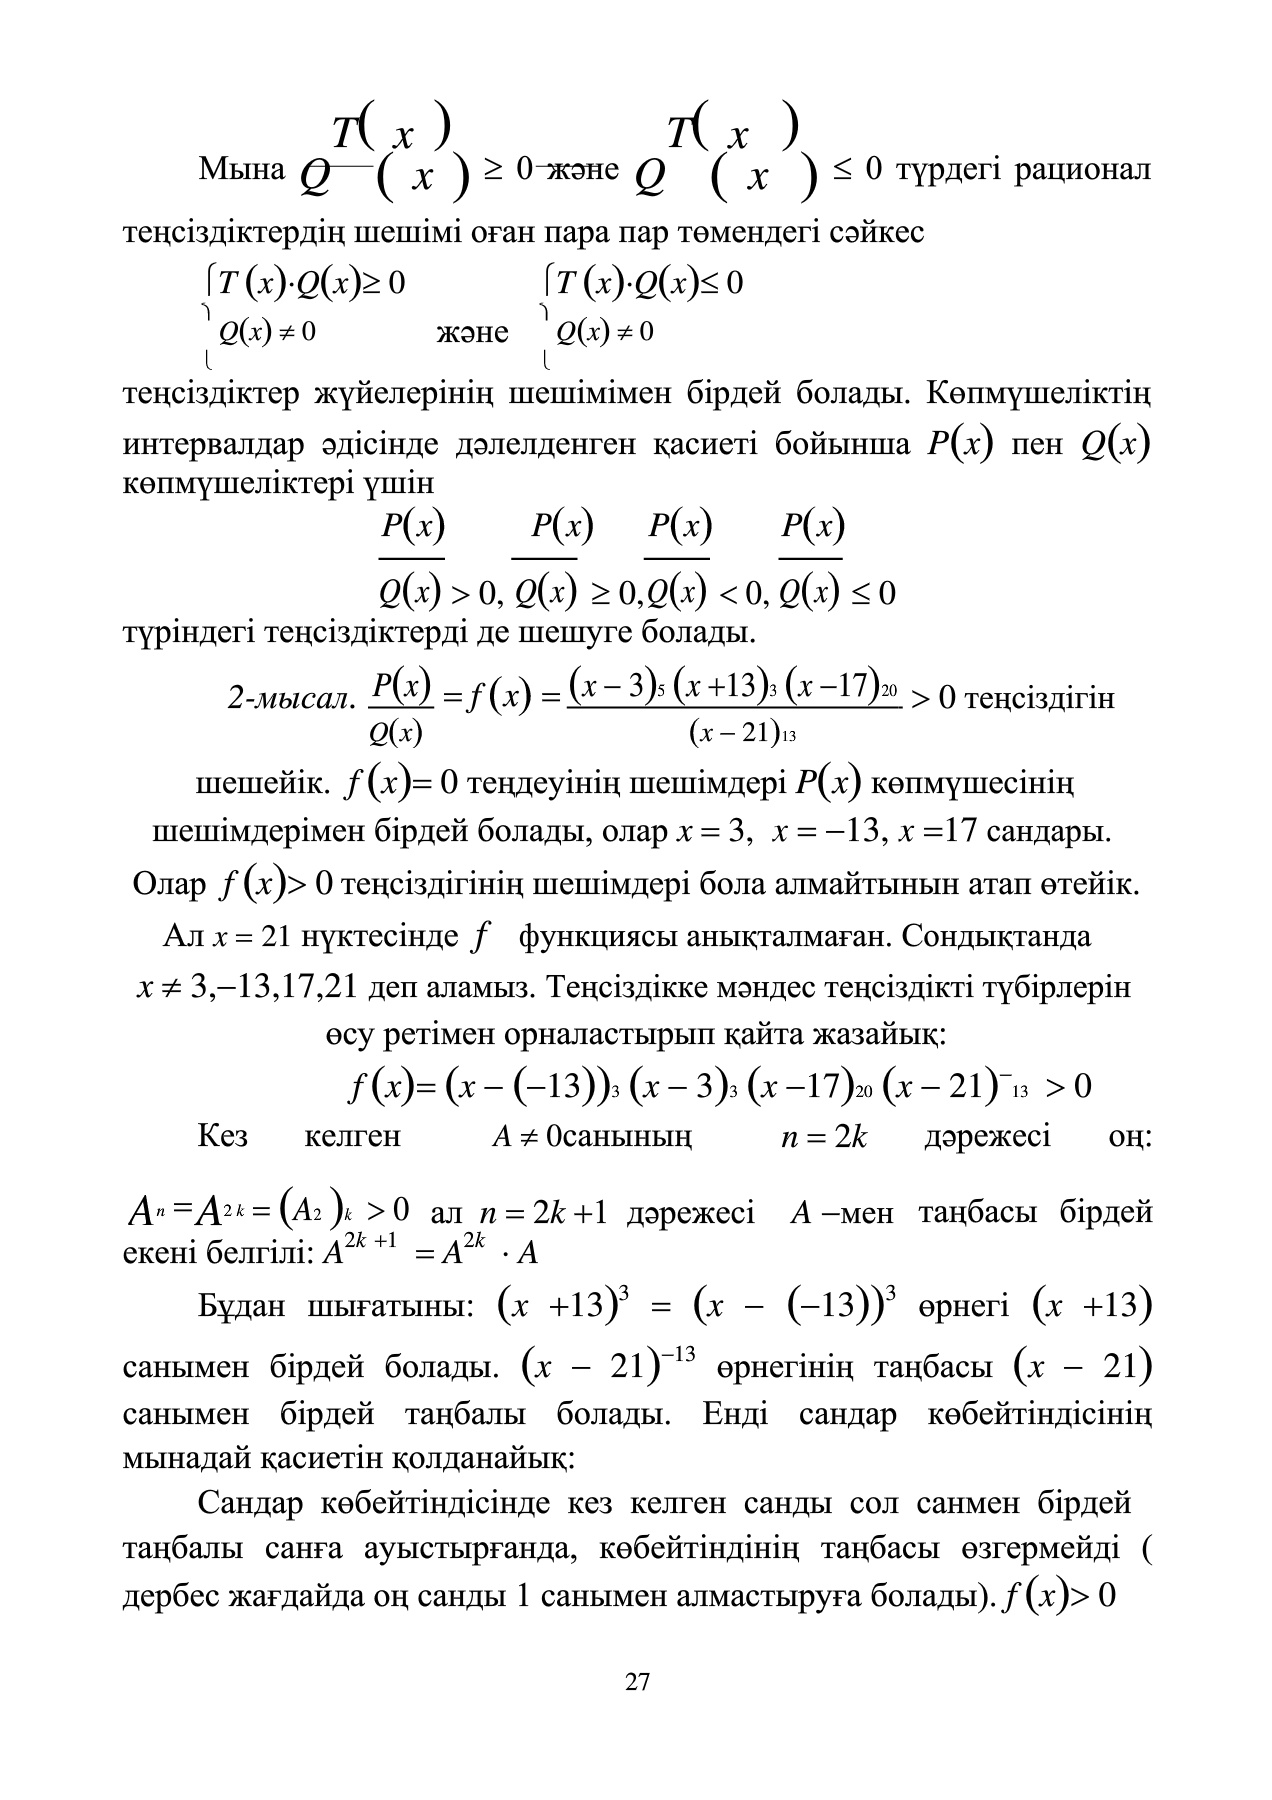 T( x ) T( x )
Мына Q ( x ) ≥ 0 және Q ( x ) ≤ 0 түрдегі рационал
теңсіздіктердің шешімі оған пара пар төмендегі сәйкес
⎧T (x)·Q(x)≥ 0 ⎧T (x)·Q(x)≤ 0
⎨Q(x) ≠ 0 және ⎨Q(x) ≠ 0
теңсіздіктер жүйелерінің шешімімен бірдей болады. Көпмүшеліктің
интервалдар әдісінде дәлелденген қасиеті бойынша P(x) пен Q(x)
көпмүшеліктері үшін
P(x) P(x) P(x) P(x)
Q(x) > 0, Q(x) ≥ 0, Q(x) < 0, Q(x) ≤ 0
түріндегі теңсіздіктерді де шешуге болады.
2-мысал. P(x)/Q(x) = f (x) = (x − 3)5 (x +13)3 (x −17)20 / (x − 21)13 > 0 теңсіздігін
шешейік. f (x)= 0 теңдеуінің шешімдері P(x) көпмүшесінің
шешімдерімен бірдей болады, олар x = 3, x = −13, x =17 сандары.
Олар f (x)> 0 теңсіздігінің шешімдері бола алмайтынын атап өтейік.
Ал x = 21 нүктесінде f функциясы анықталмаған. Сондықтанда
x ≠ 3,−13,17,21 деп аламыз. Теңсіздікке мәндес теңсіздікті түбірлерін
өсу ретімен орналастырып қайта жазайық:
f (x)= (x − (−13))3 (x − 3)3 (x −17)20 (x − 21)−13 > 0
Кез келген A ≠ 0санының n = 2k дәрежесі оң:
An = A2k = (A2 )k > 0 ал n = 2k +1 дәрежесі A −мен таңбасы бірдей
екені белгілі: A^2k +1 = A^2k · A
Бұдан шығатыны: (x +13)^3 = (x − (−13))^3 өрнегі (x +13)
санымен бірдей болады. (x − 21)^−13 өрнегінің таңбасы (x − 21)
санымен бірдей таңбалы болады. Енді сандар көбейтіндісінің
мынадай қасиетін қолданайық:
Сандар көбейтіндісінде кез келген санды сол санмен бірдей
таңбалы санға ауыстырғанда, көбейтіндінің таңбасы өзгермейді (
дербес жағдайда оң санды 1 санымен алмастыруға болады). f (x)> 0
27